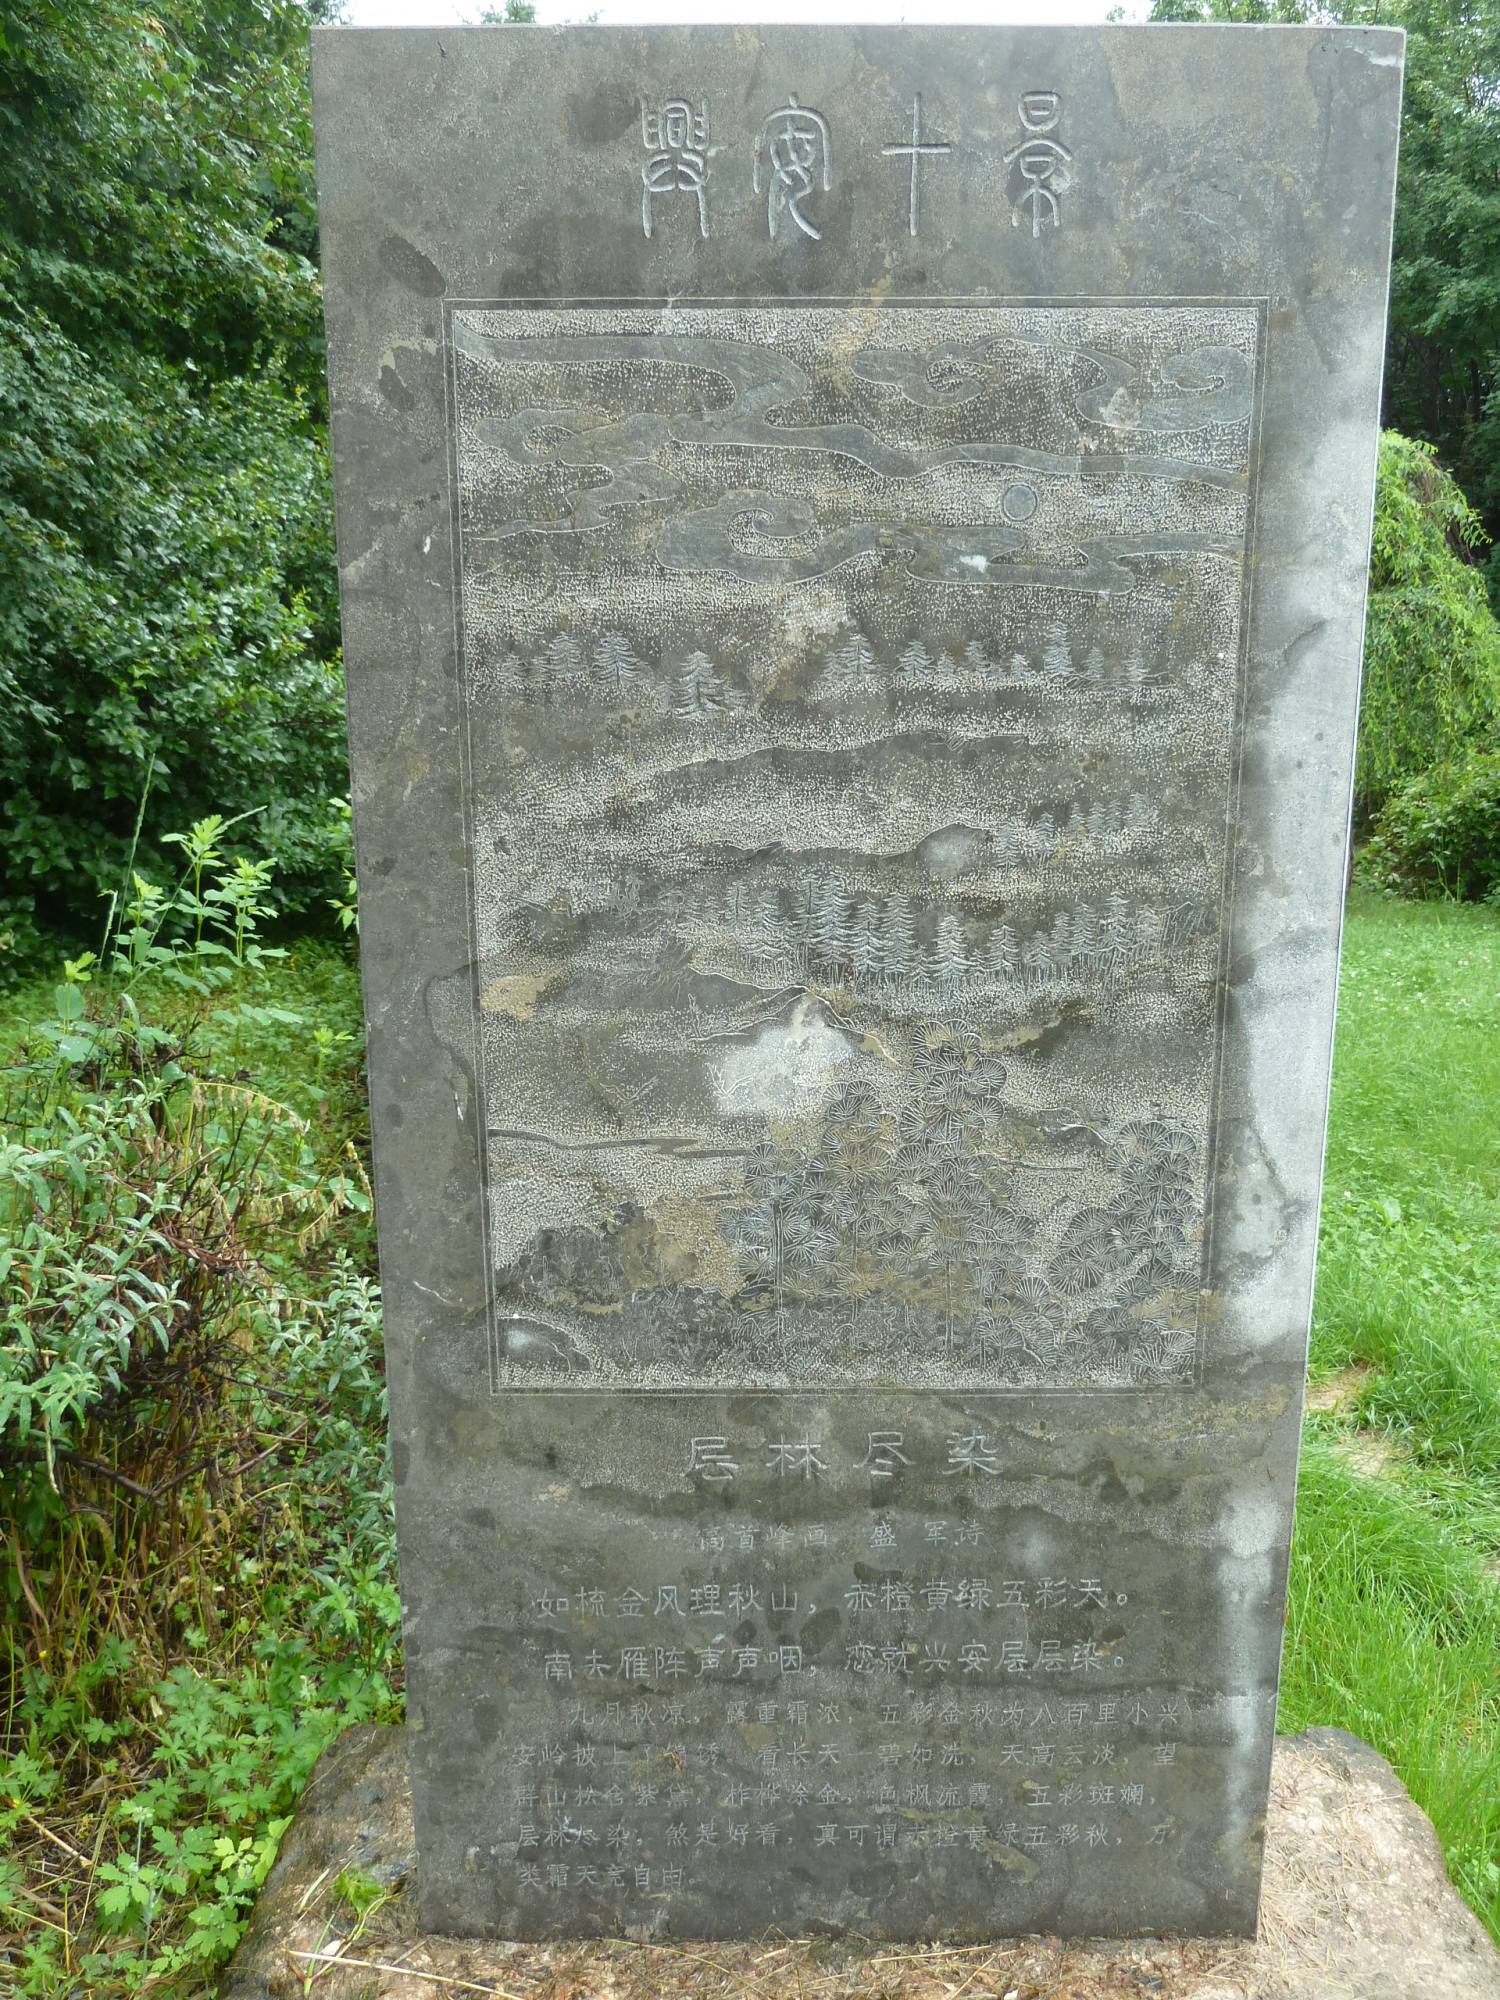 興安十景
层林尽染
高首峰画 盛军诗
如梳金风理秋山，赤橙黄绿五彩天。
南去雁阵声声咽，恋就兴安层层染。
九月秋凉，露重霜浓，五彩金秋为八百里小兴
安岭披上了锦绣，看长天一碧如洗，天高云淡，望
群山松含紫黛，柞桦涂金，色枫流霞，五彩斑斓，
层林尽染，煞是好看，真可谓赤橙黄绿五彩秋，万
类霜天竞自由。